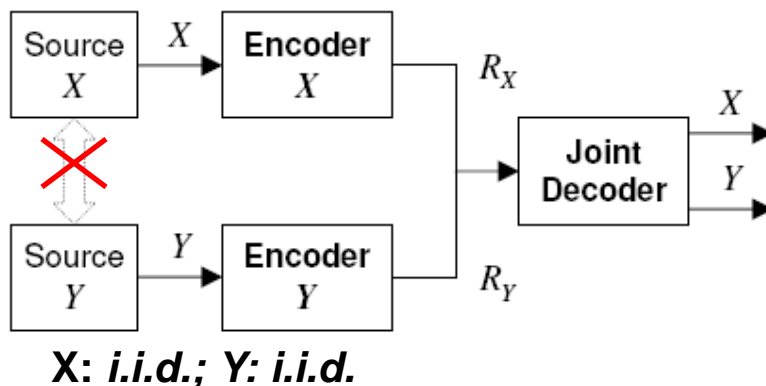 Source
X
X
Encoder
X
R_X
Joint
Decoder
X
Y
Source
Y
Y
Encoder
Y
R_Y
X: i.i.d.; Y: i.i.d.